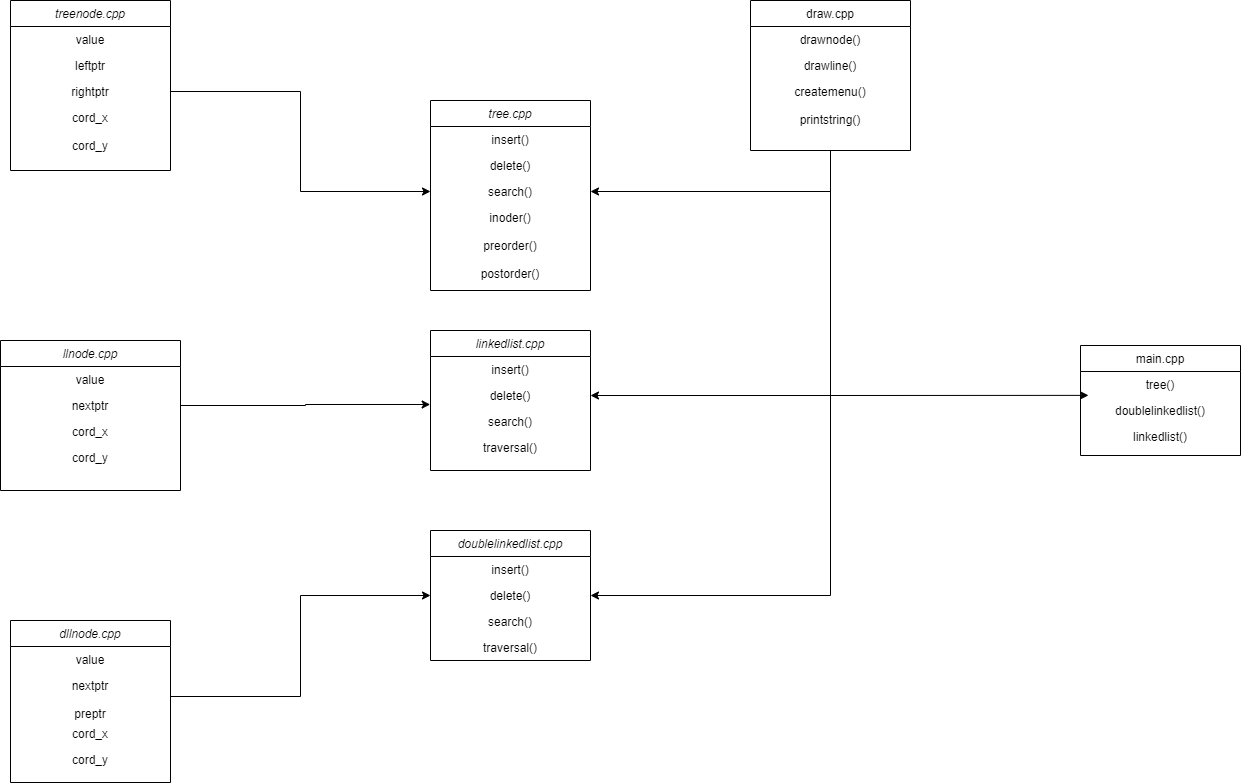 treenode.cpp
value
leftptr
rightptr
cord_x
cord_y
draw.cpp
drawnode()
drawline()
createmenu()
printstring()
tree.cpp
insert()
delete()
search()
inoder()
preorder()
postorder()
llnode.cpp
value
nextptr
cord_x
cord_y
linkedlist.cpp
insert()
delete()
search()
traversal()
main.cpp
tree()
doublelinkedlist()
linkedlist()
doublelinkedlist.cpp
insert()
delete()
search()
traversal()
dllnode.cpp
value
nextptr
preptr
cord_x
cord_y